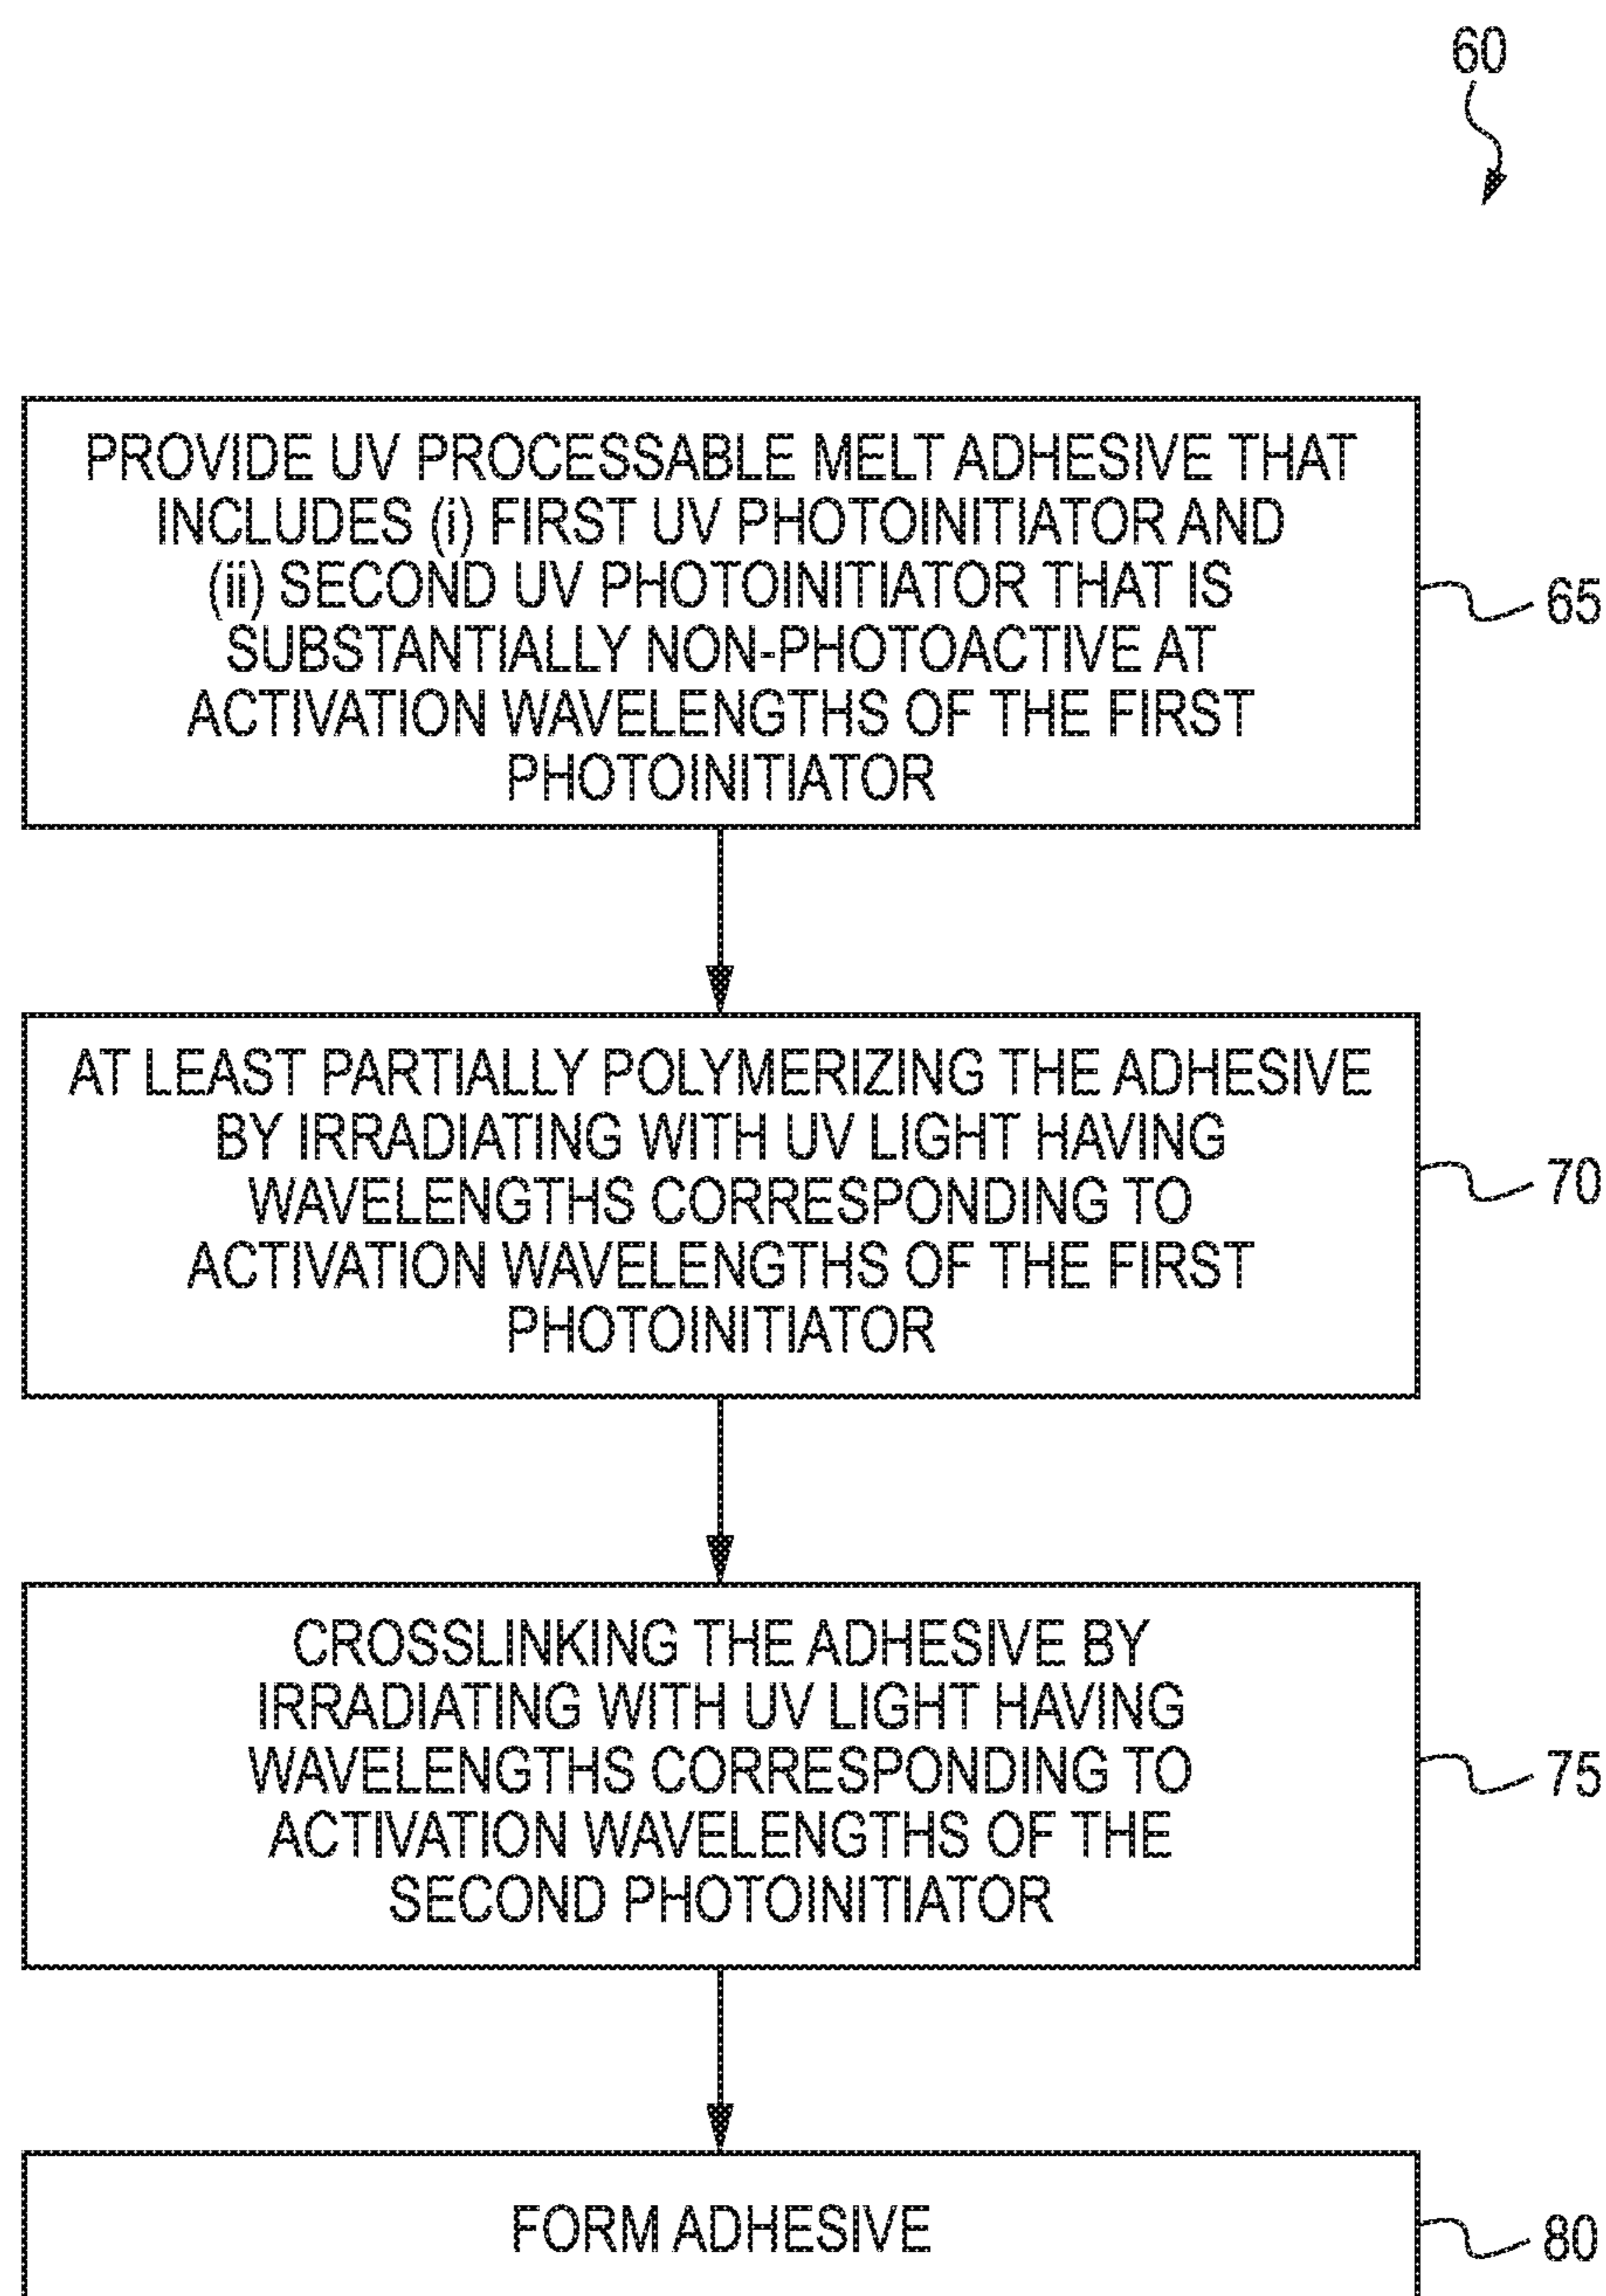 60
PROVIDE UV PROCESSABLE MELT ADHESIVE THAT
INCLUDES (i) FIRST UV PHOTOINITIATOR AND
(ii) SECOND UV PHOTOINITIATOR THAT IS
SUBSTANTIALLY NON-PHOTOACTIVE AT
ACTIVATION WAVELENGTHS OF THE FIRST
PHOTOINITIATOR
65
AT LEAST PARTIALLY POLYMERIZING THE ADHESIVE
BY IRRADIATING WITH UV LIGHT HAVING
WAVELENGTHS CORRESPONDING TO
ACTIVATION WAVELENGTHS OF THE FIRST
PHOTOINITIATOR
70
CROSSLINKING THE ADHESIVE BY
IRRADIATING WITH UV LIGHT HAVING
WAVELENGTHS CORRESPONDING TO
ACTIVATION WAVELENGTHS OF THE
SECOND PHOTOINITIATOR
75
FORM ADHESIVE
80